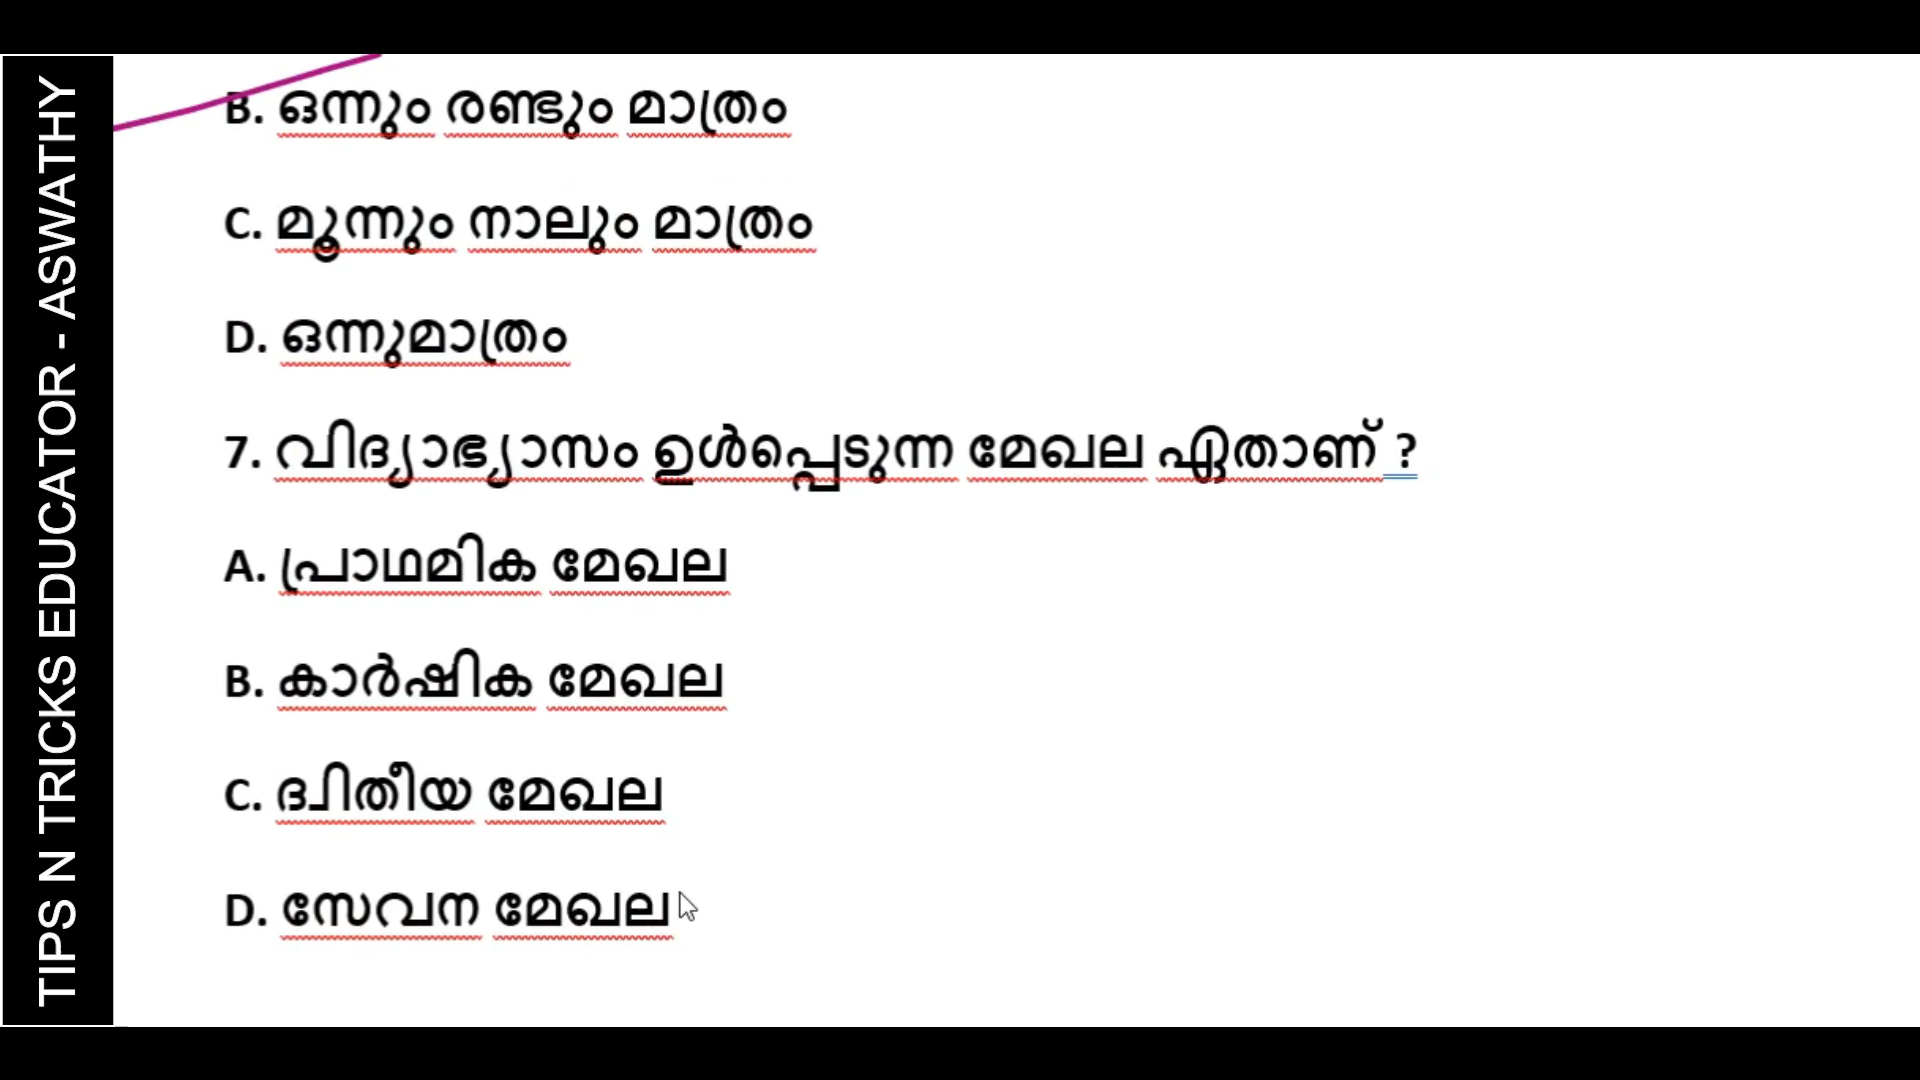 TIPS N TRICKS EDUCATOR - ASWATHY
B. ഒന്നും രണ്ടും മാത്രം
C. മൂന്നും നാലും മാത്രം
D. ഒന്നുമാത്രം
7. വിദ്യാഭ്യാസം ഉൾപ്പെടുന്ന മേഖല ഏതാണ് ?
A. പ്രാഥമിക മേഖല
B. കാർഷിക മേഖല
C. ദ്വിതീയ മേഖല
D. സേവന മേഖല